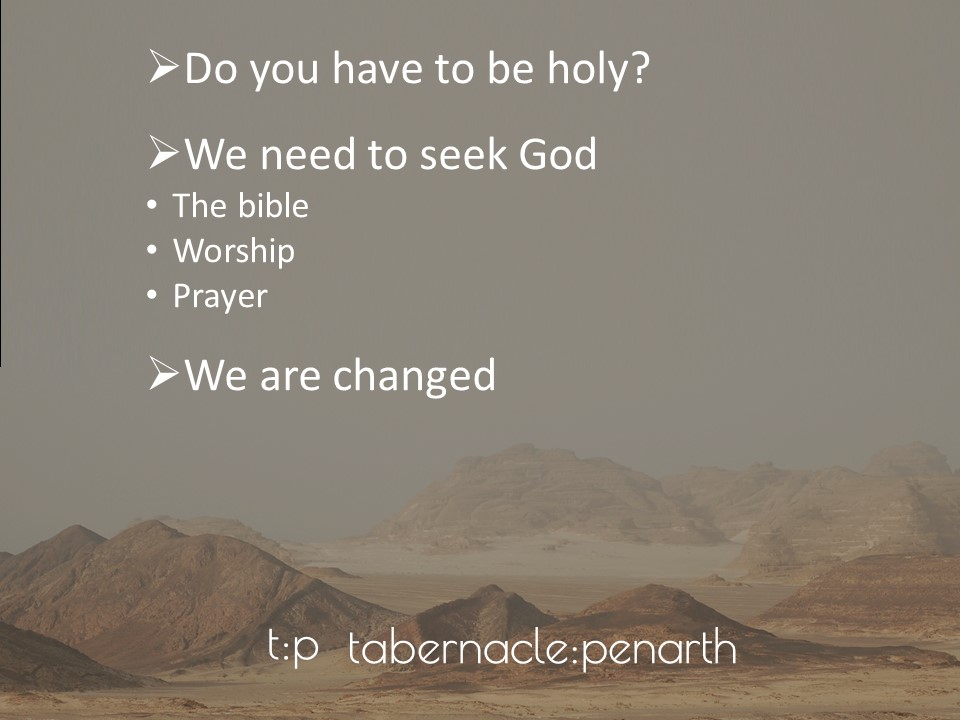 ➢Do you have to be holy?
➢We need to seek God
• The bible
• Worship
• Prayer
➢We are changed
t:p tabernacle:penarth